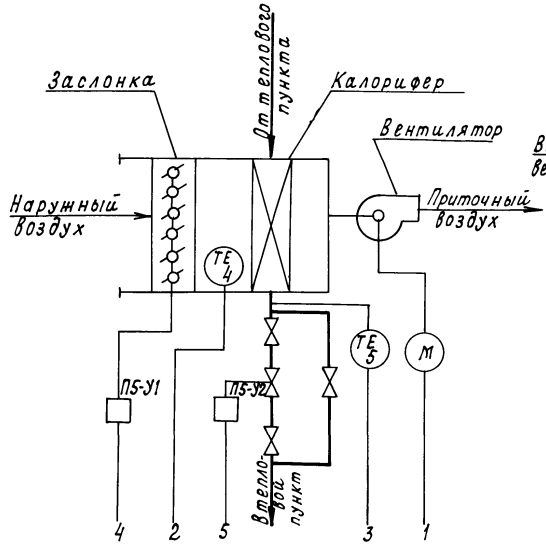 От теплового
пункта
Заслонка
Калорифер
Вентилятор
В
ве
Наружный
воздух
Приточный
воздух
TE
4
TE
5
М
П5-У1
П5-У2
В тепло-
вой
пункт
4
2
5
3
1